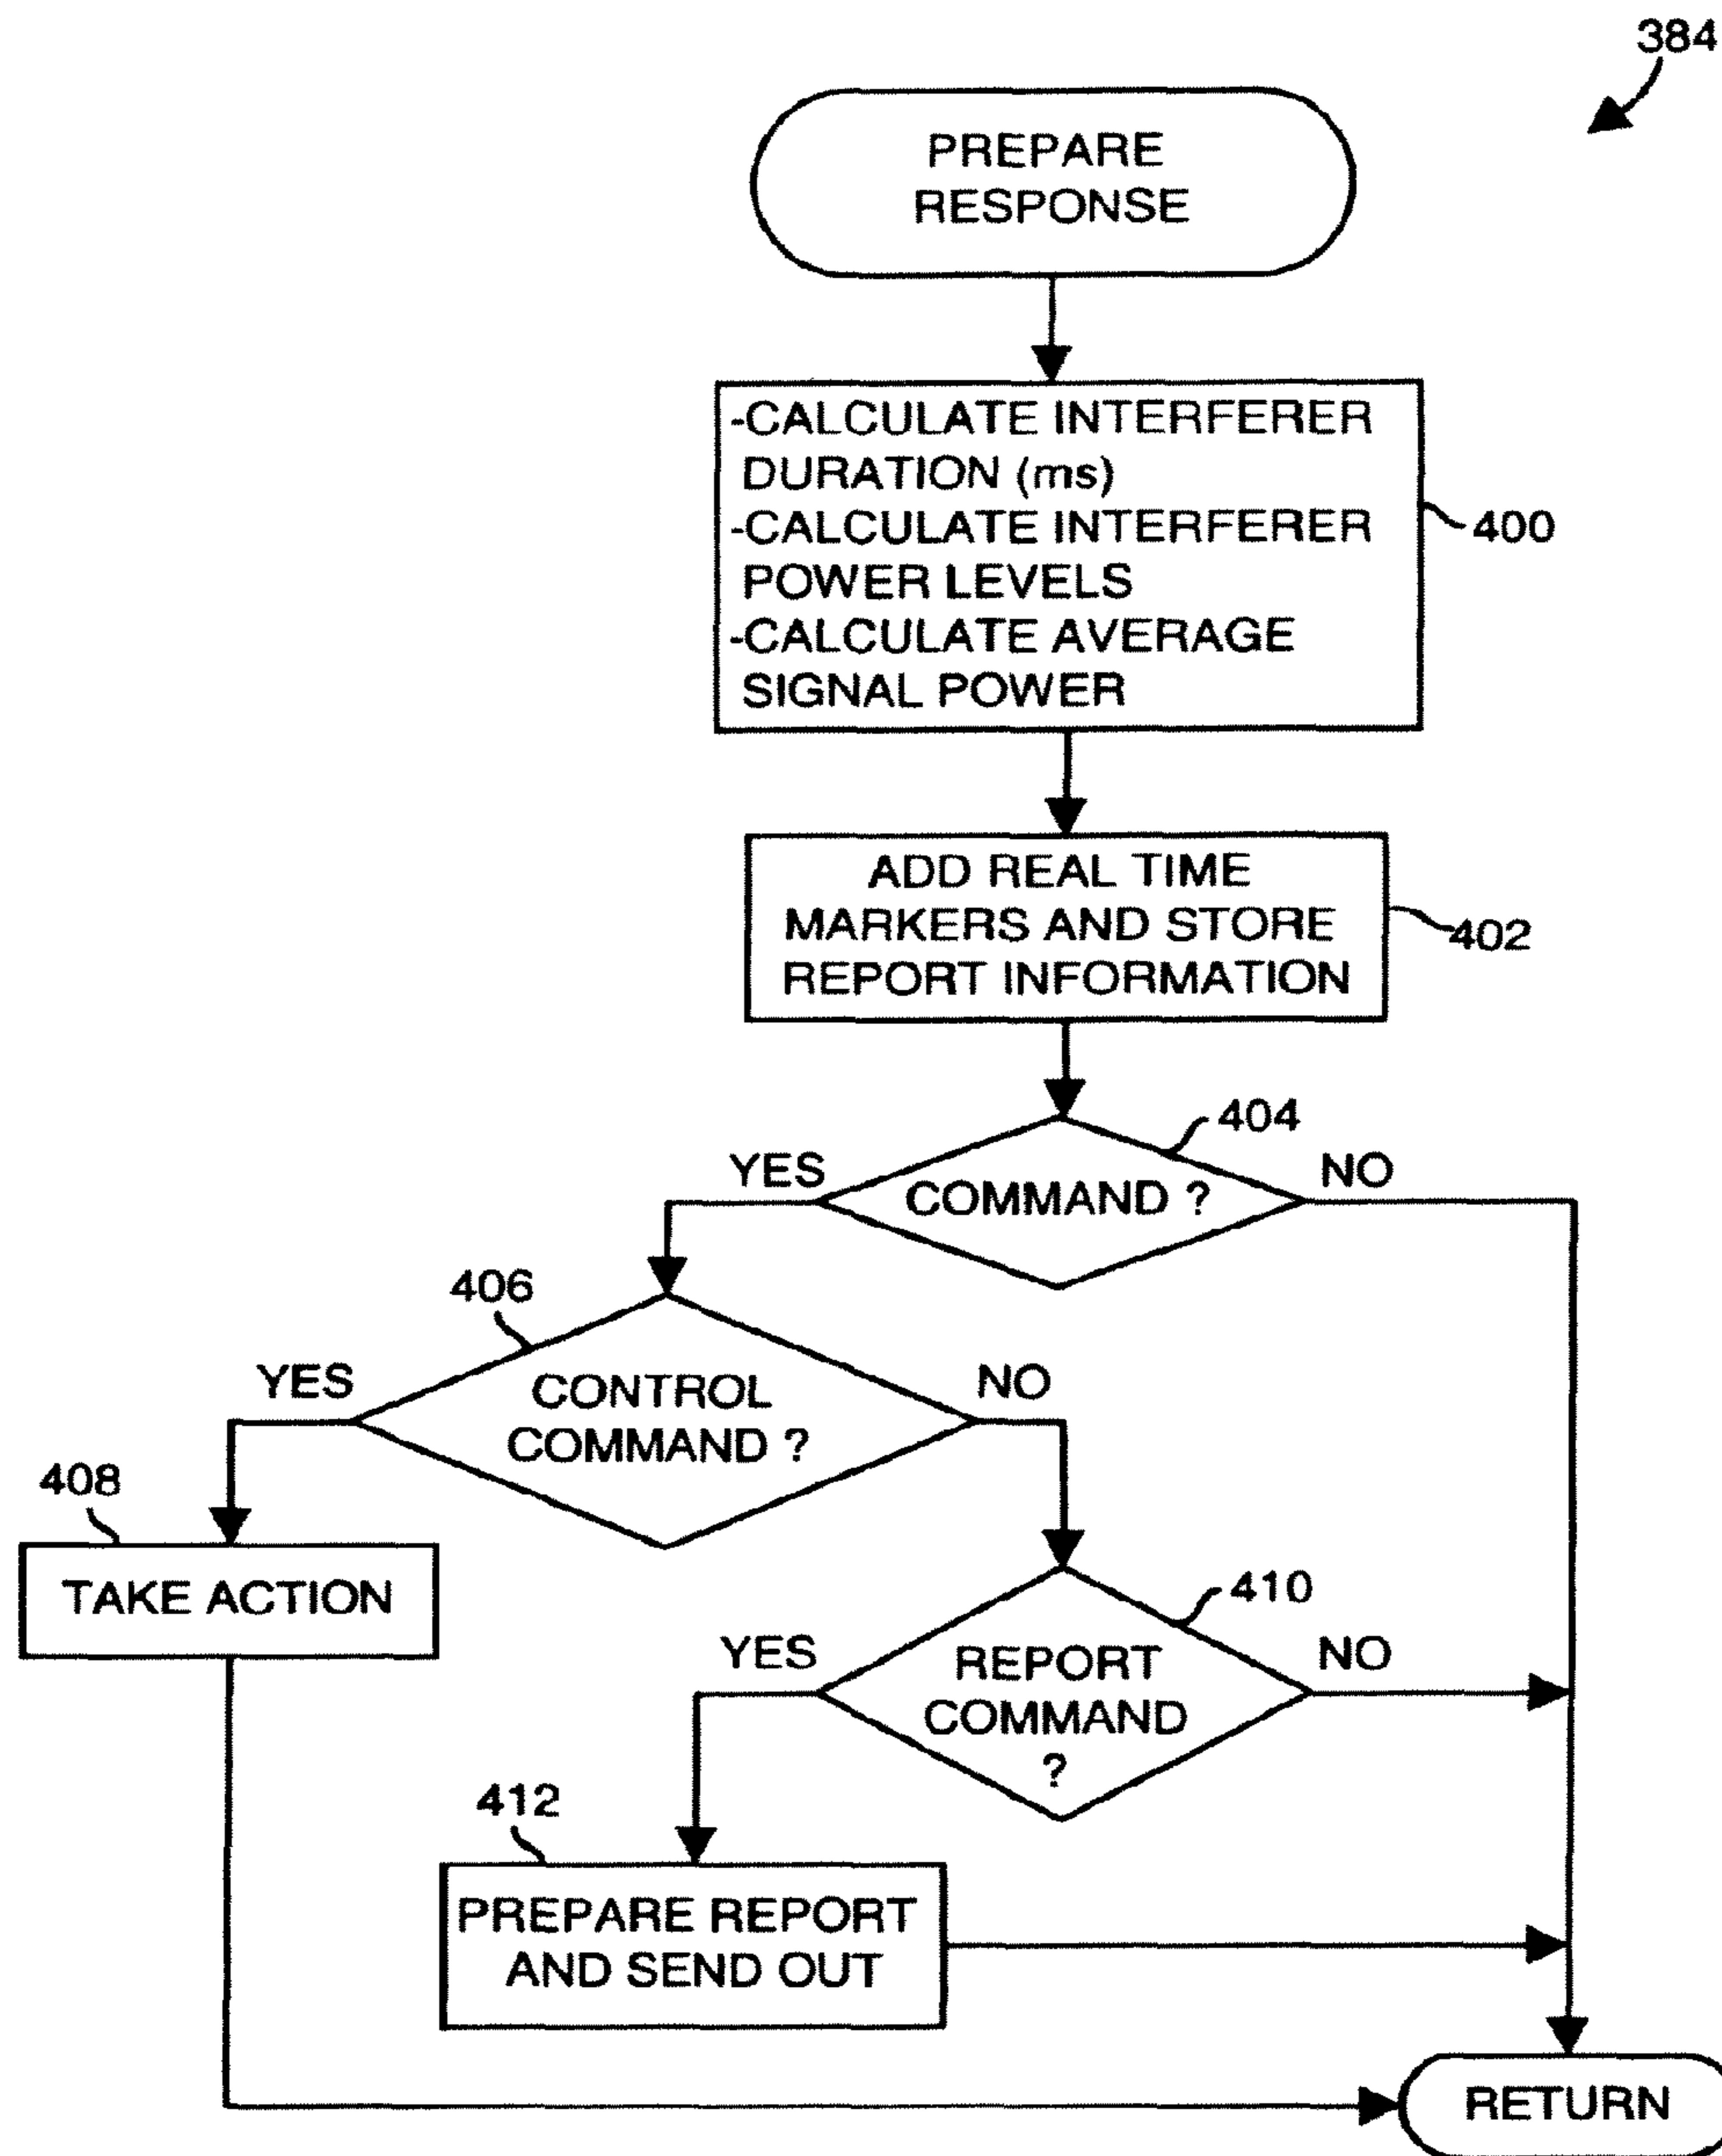 384
PREPARE
RESPONSE
-CALCULATE INTERFERER
DURATION (ms)
-CALCULATE INTERFERER
POWER LEVELS
-CALCULATE AVERAGE
SIGNAL POWER
400
ADD REAL TIME
MARKERS AND STORE
REPORT INFORMATION
402
404
YES
COMMAND ?
NO
406
YES
CONTROL
COMMAND ?
NO
408
TAKE ACTION
410
YES
REPORT
COMMAND
?
NO
412
PREPARE REPORT
AND SEND OUT
RETURN